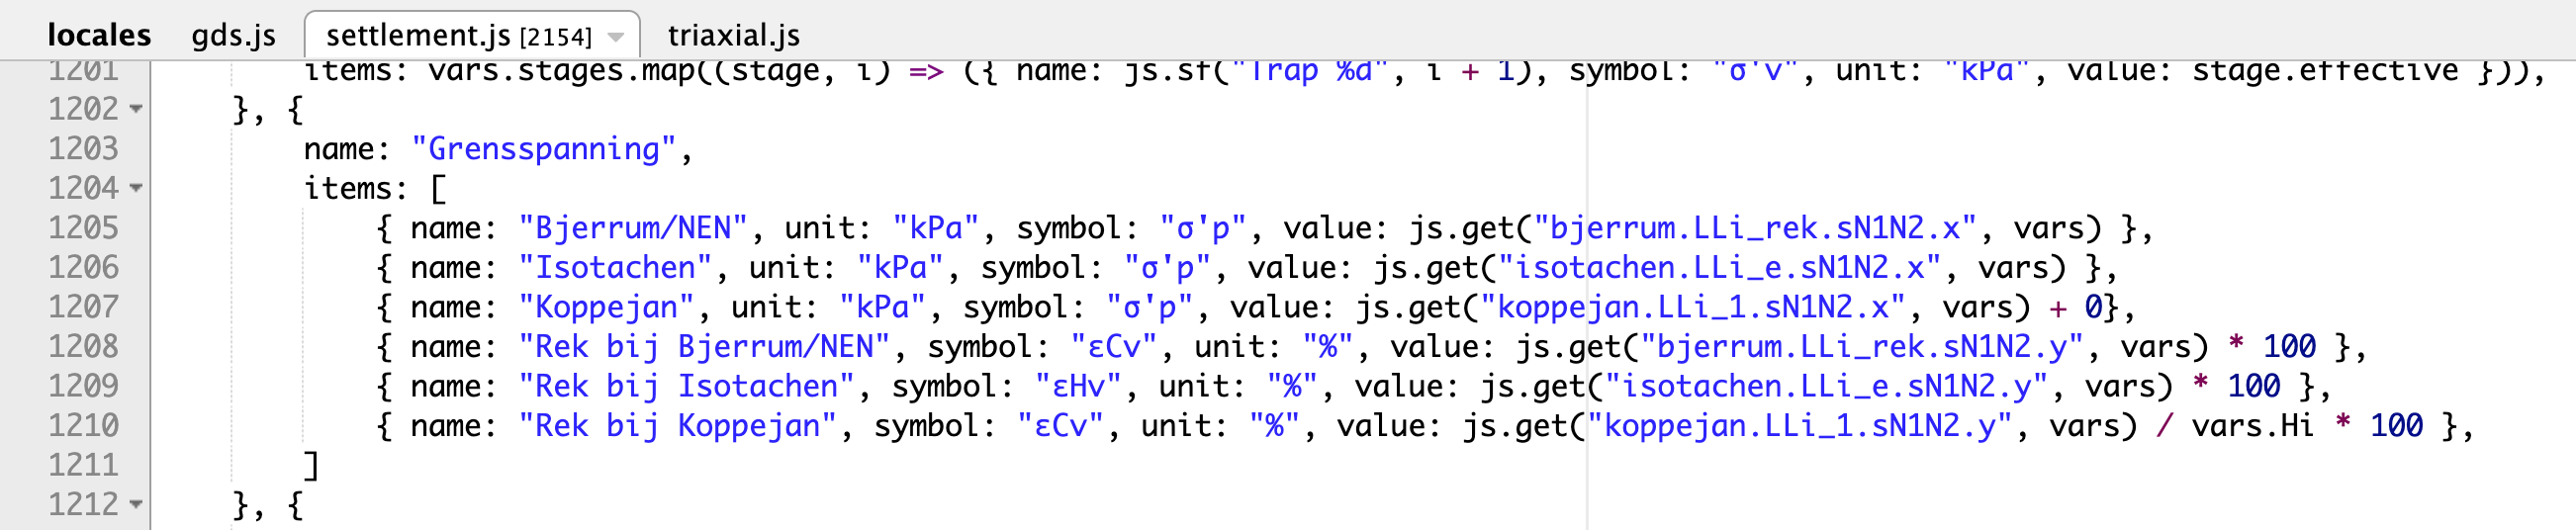 locales gds.js settlement.js [2154] triaxial.js
1201 items: vars.stages.map((stage, i) => ({ name: js.sf("Trap %d", i + 1), symbol: "σ'v", unit: "kPa", value: stage.effective })),
1202 }, {
1203 name: "Grensspanning",
1204 items: [
1205 { name: "Bjerrum/NEN", unit: "kPa", symbol: "σ'p", value: js.get("bjerrum.LLi_rek.sN1N2.x", vars) },
1206 { name: "Isotachen", unit: "kPa", symbol: "σ'p", value: js.get("isotachen.LLi_e.sN1N2.x", vars) },
1207 { name: "Koppejan", unit: "kPa", symbol: "σ'p", value: js.get("koppejan.LLi_1.sN1N2.x", vars) + 0},
1208 { name: "Rek bij Bjerrum/NEN", symbol: "εCv", unit: "%", value: js.get("bjerrum.LLi_rek.sN1N2.y", vars) * 100 },
1209 { name: "Rek bij Isotachen", symbol: "εHv", unit: "%", value: js.get("isotachen.LLi_e.sN1N2.y", vars) * 100 },
1210 { name: "Rek bij Koppejan", symbol: "εCv", unit: "%", value: js.get("koppejan.LLi_1.sN1N2.y", vars) / vars.Hi * 100 },
1211 ]
1212 }, {